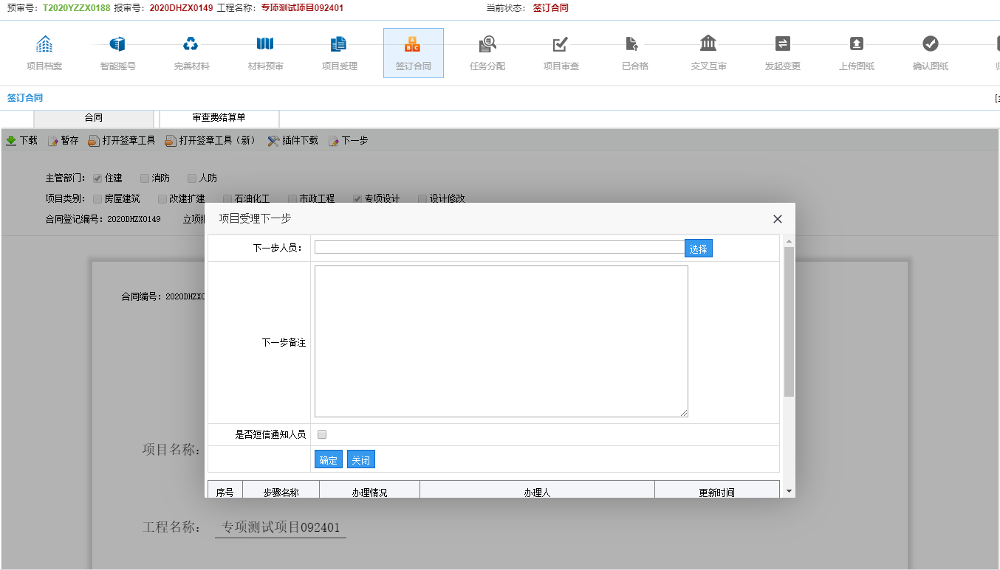 预审号：T2020YZZX0188 报审号：2020DHZX0149 工程名称：专项测试项目092401 当前状态：签订合同
项目档案 智能摇号 完善材料 材料预审 项目受理 签订合同 任务分配 项目审查 已合格 交叉互审 发起变更 上传图纸 确认图纸
签订合同
合同 审查费结算单
下载 暂存 打开签章工具 打开签章工具（新） 插件下载 下一步
主管部门： 住建 消防 人防
项目类别： 房屋建筑 改建扩建 石油化工 市政工程 专项设计 设计修改
合同登记编号：2020DHZX0149 立项
项目受理下一步
下一步人员： 选择
合同编号：2020DHZX0
下一步备注
是否短信通知人员
项目名称：
确定 关闭
序号 步骤名称 办理情况 办理人 更新时间
工程名称： 专项测试项目092401